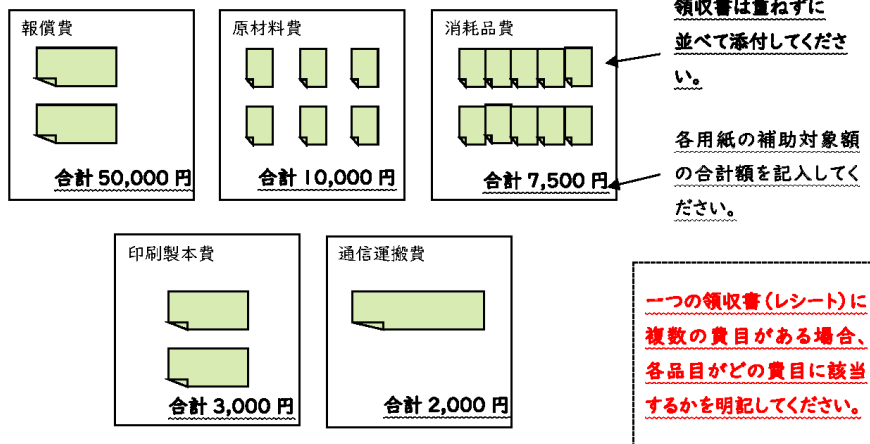 報償費
合計 50,000 円
原材料費
合計 10,000 円
消耗品費
合計 7,500 円
領収書は重ねずに
並べて添付してくださ
い。
各用紙の補助対象額
の合計額を記入してく
ださい。
印刷製本費
合計 3,000 円
通信運搬費
合計 2,000 円
一つの領収書(レシート)に
複数の費目がある場合、
各品目がどの費目に該当
するかを明記してください。